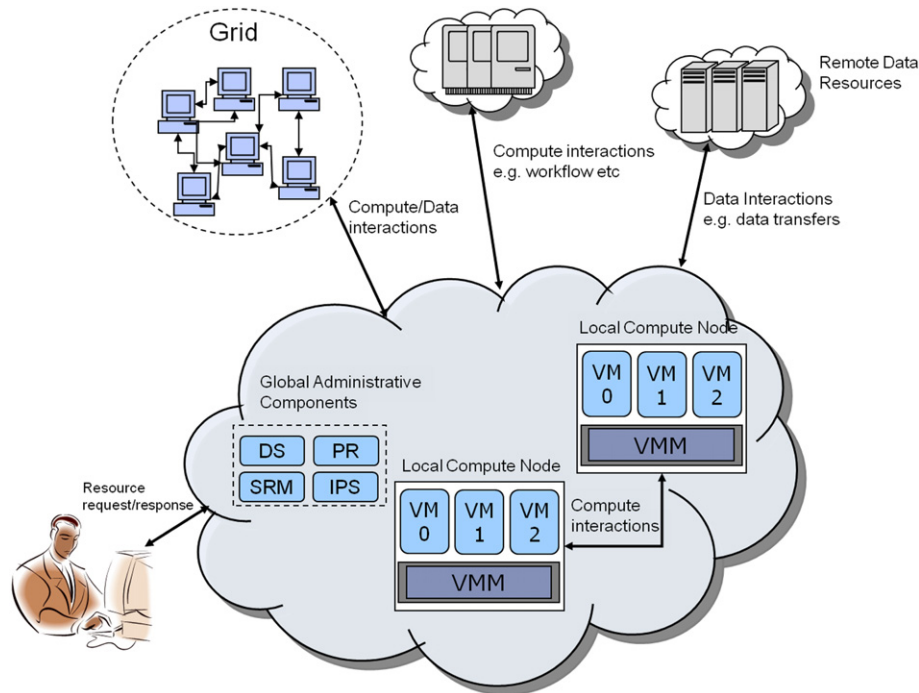 Grid
Remote Data
Resources
Compute interactions
e.g. workflow etc
Data Interactions
e.g. data transfers
Compute/Data
interactions
Local Compute Node
VM
0
VM
1
VM
2
VMM
Global Administrative
Components
DS
PR
SRM
IPS
Local Compute Node
VM
0
VM
1
VM
2
VMM
Compute
interactions
Resource
request/response